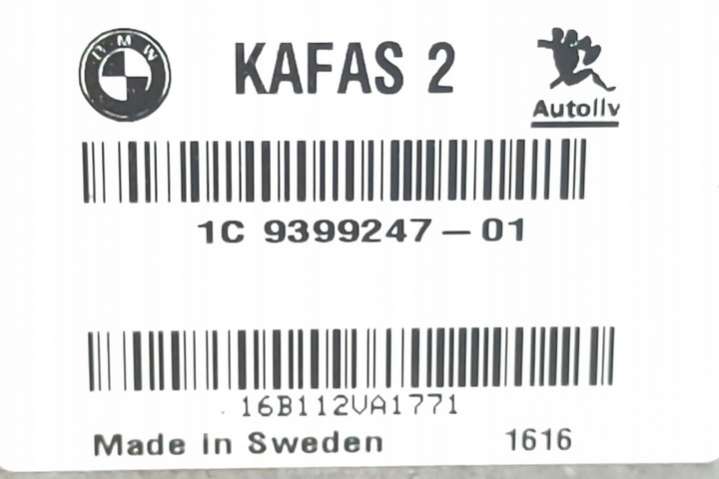 BMW
KAFAS 2
Autoliv
1C 9399247-01
16B112VA1771
Made in Sweden 1616